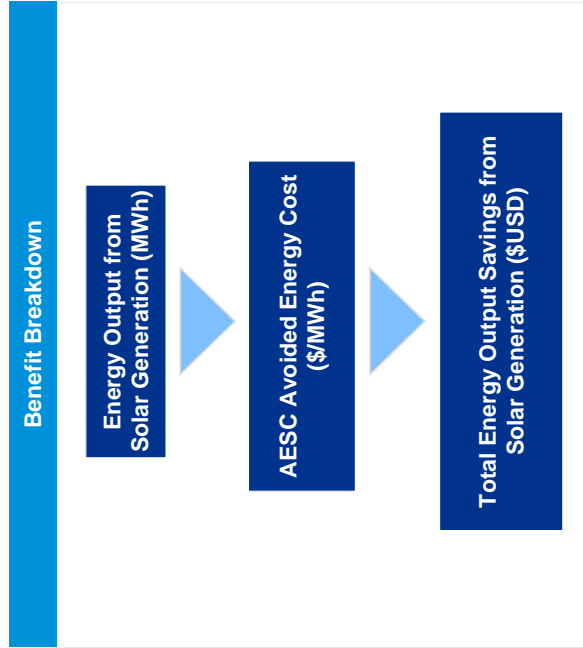 Benefit Breakdown
Energy Output from
Solar Generation (MWh)
AESC Avoided Energy Cost
($/MWh)
Total Energy Output Savings from
Solar Generation ($USD)